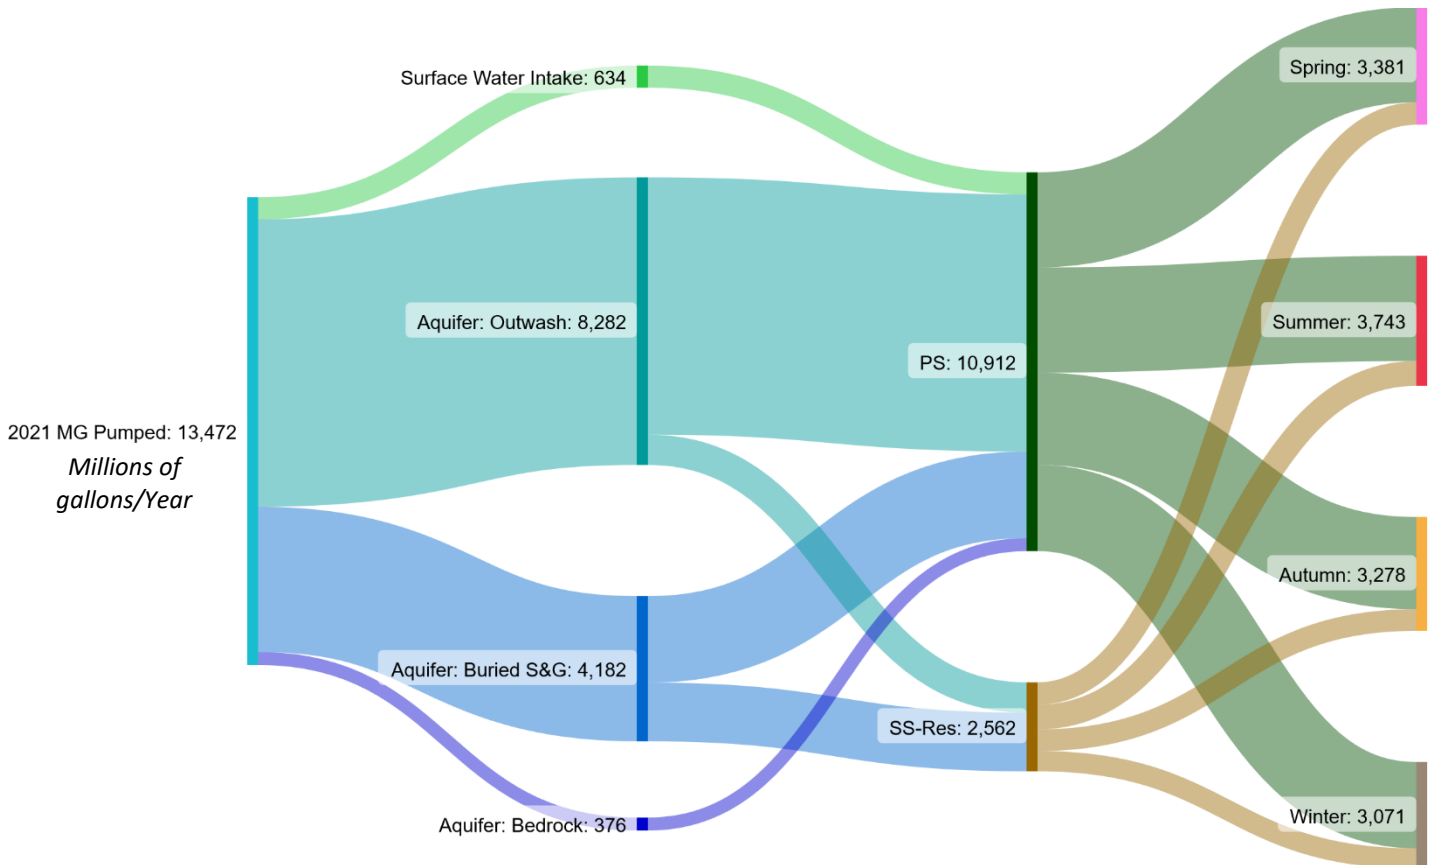 2021 MG Pumped: 13,472
Millions of
gallons/Year
Surface Water Intake: 634
Aquifer: Outwash: 8,282
Aquifer: Buried S&G: 4,182
Aquifer: Bedrock: 376
PS: 10,912
SS-Res: 2,562
Spring: 3,381
Summer: 3,743
Autumn: 3,278
Winter: 3,071